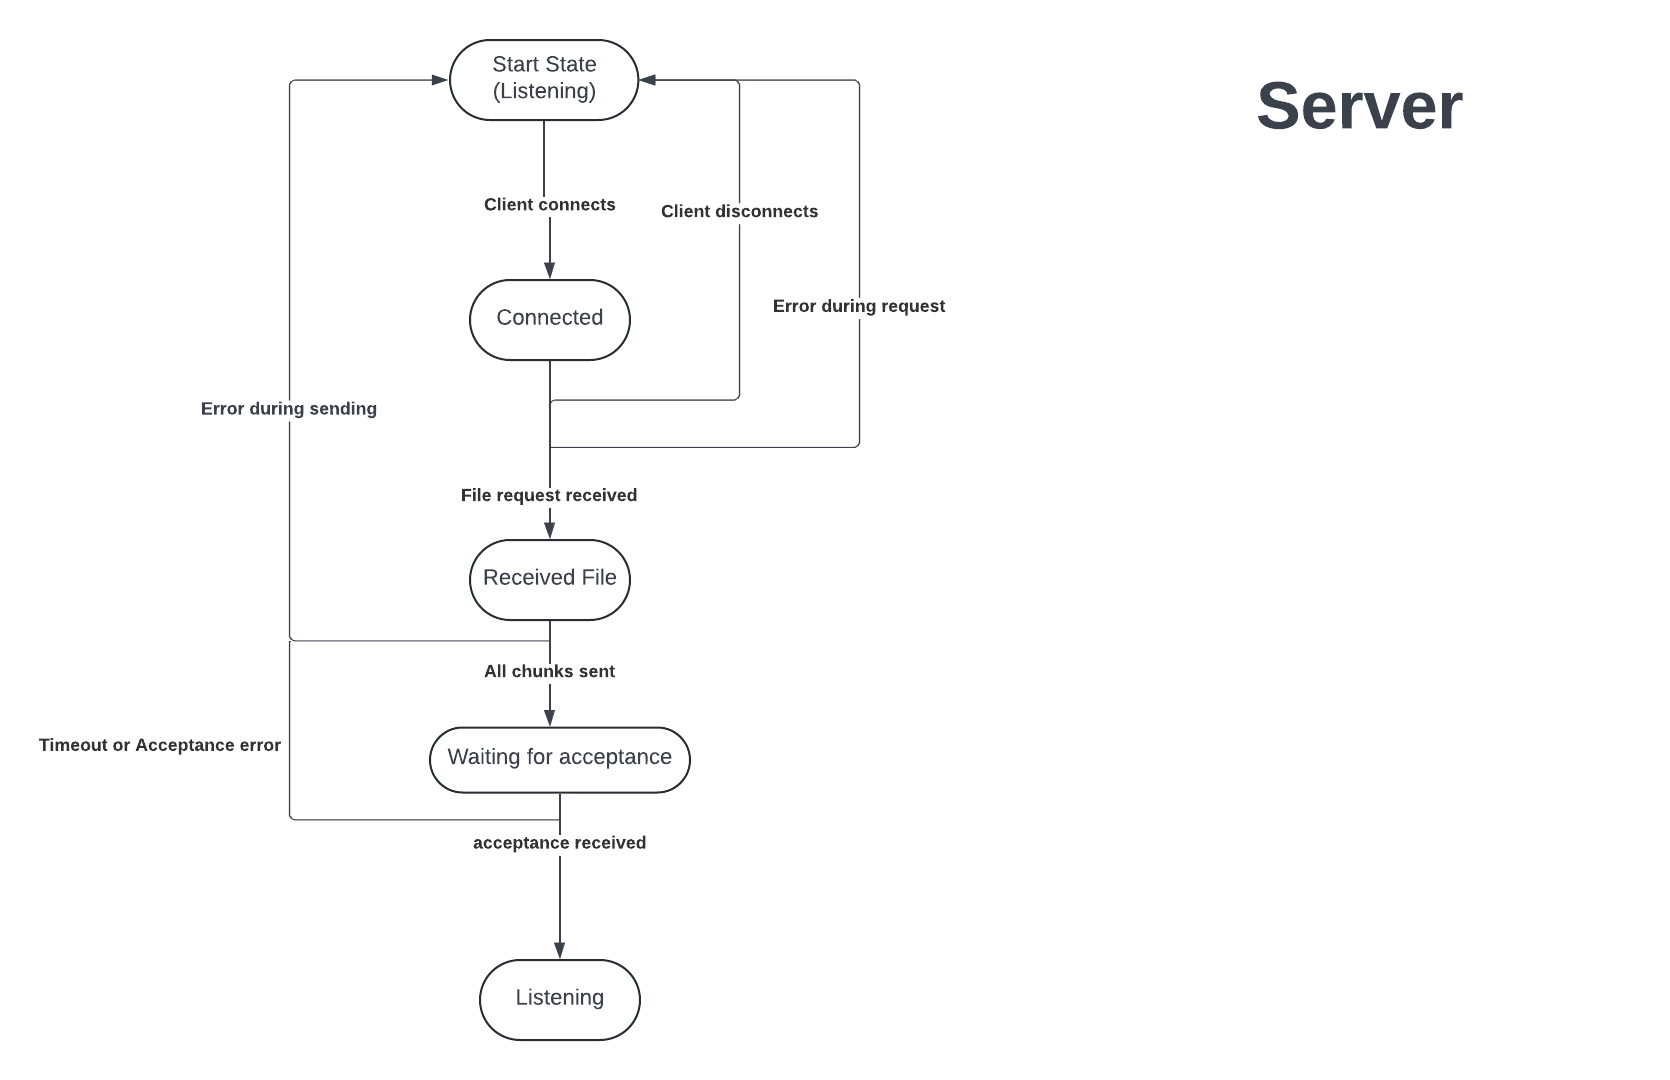 Start State
(Listening)
Server
Client connects
Client disconnects
Error during request
Connected
Error during sending
File request received
Received File
All chunks sent
Timeout or Acceptance error
Waiting for acceptance
acceptance received
Listening